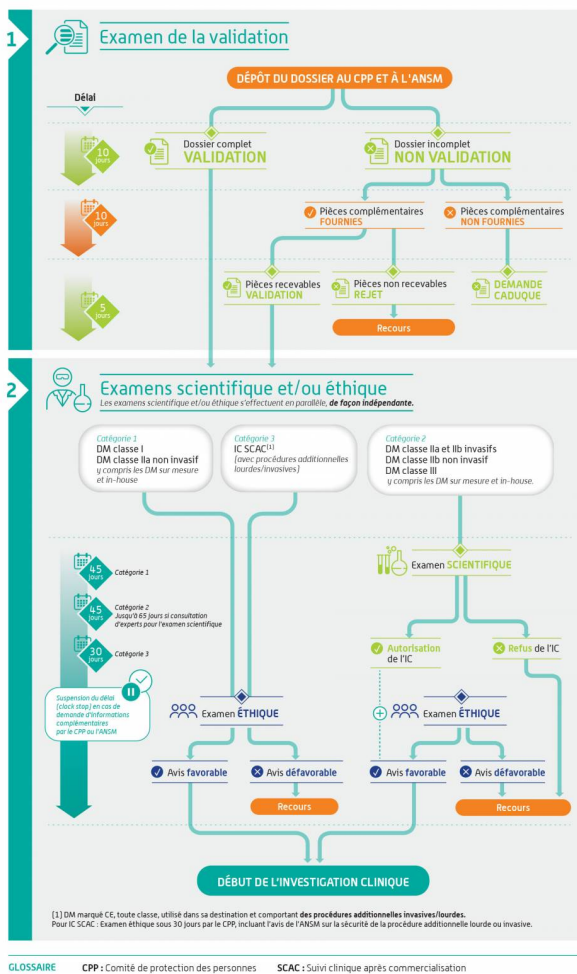 1
Examen de la validation
DÉPÔT DU DOSSIER AU CPP ET À L'ANSM
Délai
10
jours
Dossier complet
VALIDATION
Dossier incomplet
NON VALIDATION
10
jours
Pièces complémentaires
FOURNIES
Pièces complémentaires
NON FOURNIES
5
jours
Pièces recevables
VALIDATION
Pièces non recevables
REJET
DEMANDE
CADUQUE
Recours
2
Examens scientifique et/ou éthique
Les examens scientifique et/ou éthique s'effectuent en parallèle, de façon indépendante.
Catégorie 1
DM classe I
DM classe IIa non invasif
y compris les DM sur mesure
et in-house
Catégorie 3
IC SCAC(1)
(avec procédures additionnelles
lourdes/invasives)
Catégorie 2
DM classe IIa et IIb invasifs
DM classe IIb non invasif
DM classe III
y compris les DM sur mesure et in-house.
Examen SCIENTIFIQUE
45
jours
Catégorie 1
45
jours
Catégorie 2
Jusqu'à 65 jours si consultation
d'experts pour l'examen scientifique
30
jours
Catégorie 3
Autorisation
de l'IC
Refus de l'IC
Suspension du délai
(clock stop) en cas de
demande d'informations
complémentaires
par le CPP ou l'ANSM
Examen ÉTHIQUE
Examen ÉTHIQUE
Avis favorable
Avis défavorable
Avis favorable
Avis défavorable
Recours
Recours
DÉBUT DE L'INVESTIGATION CLINIQUE
(1) DM marqué CE, toute classe, utilisé dans sa destination et comportant des procédures additionnelles invasives/lourdes.
Pour IC SCAC : Examen éthique sous 30 jours par le CPP, incluant l'avis de l'ANSM sur la sécurité de la procédure additionnelle lourde ou invasive.
GLOSSAIRE CPP : Comité de protection des personnes SCAC : Suivi clinique après commercialisation